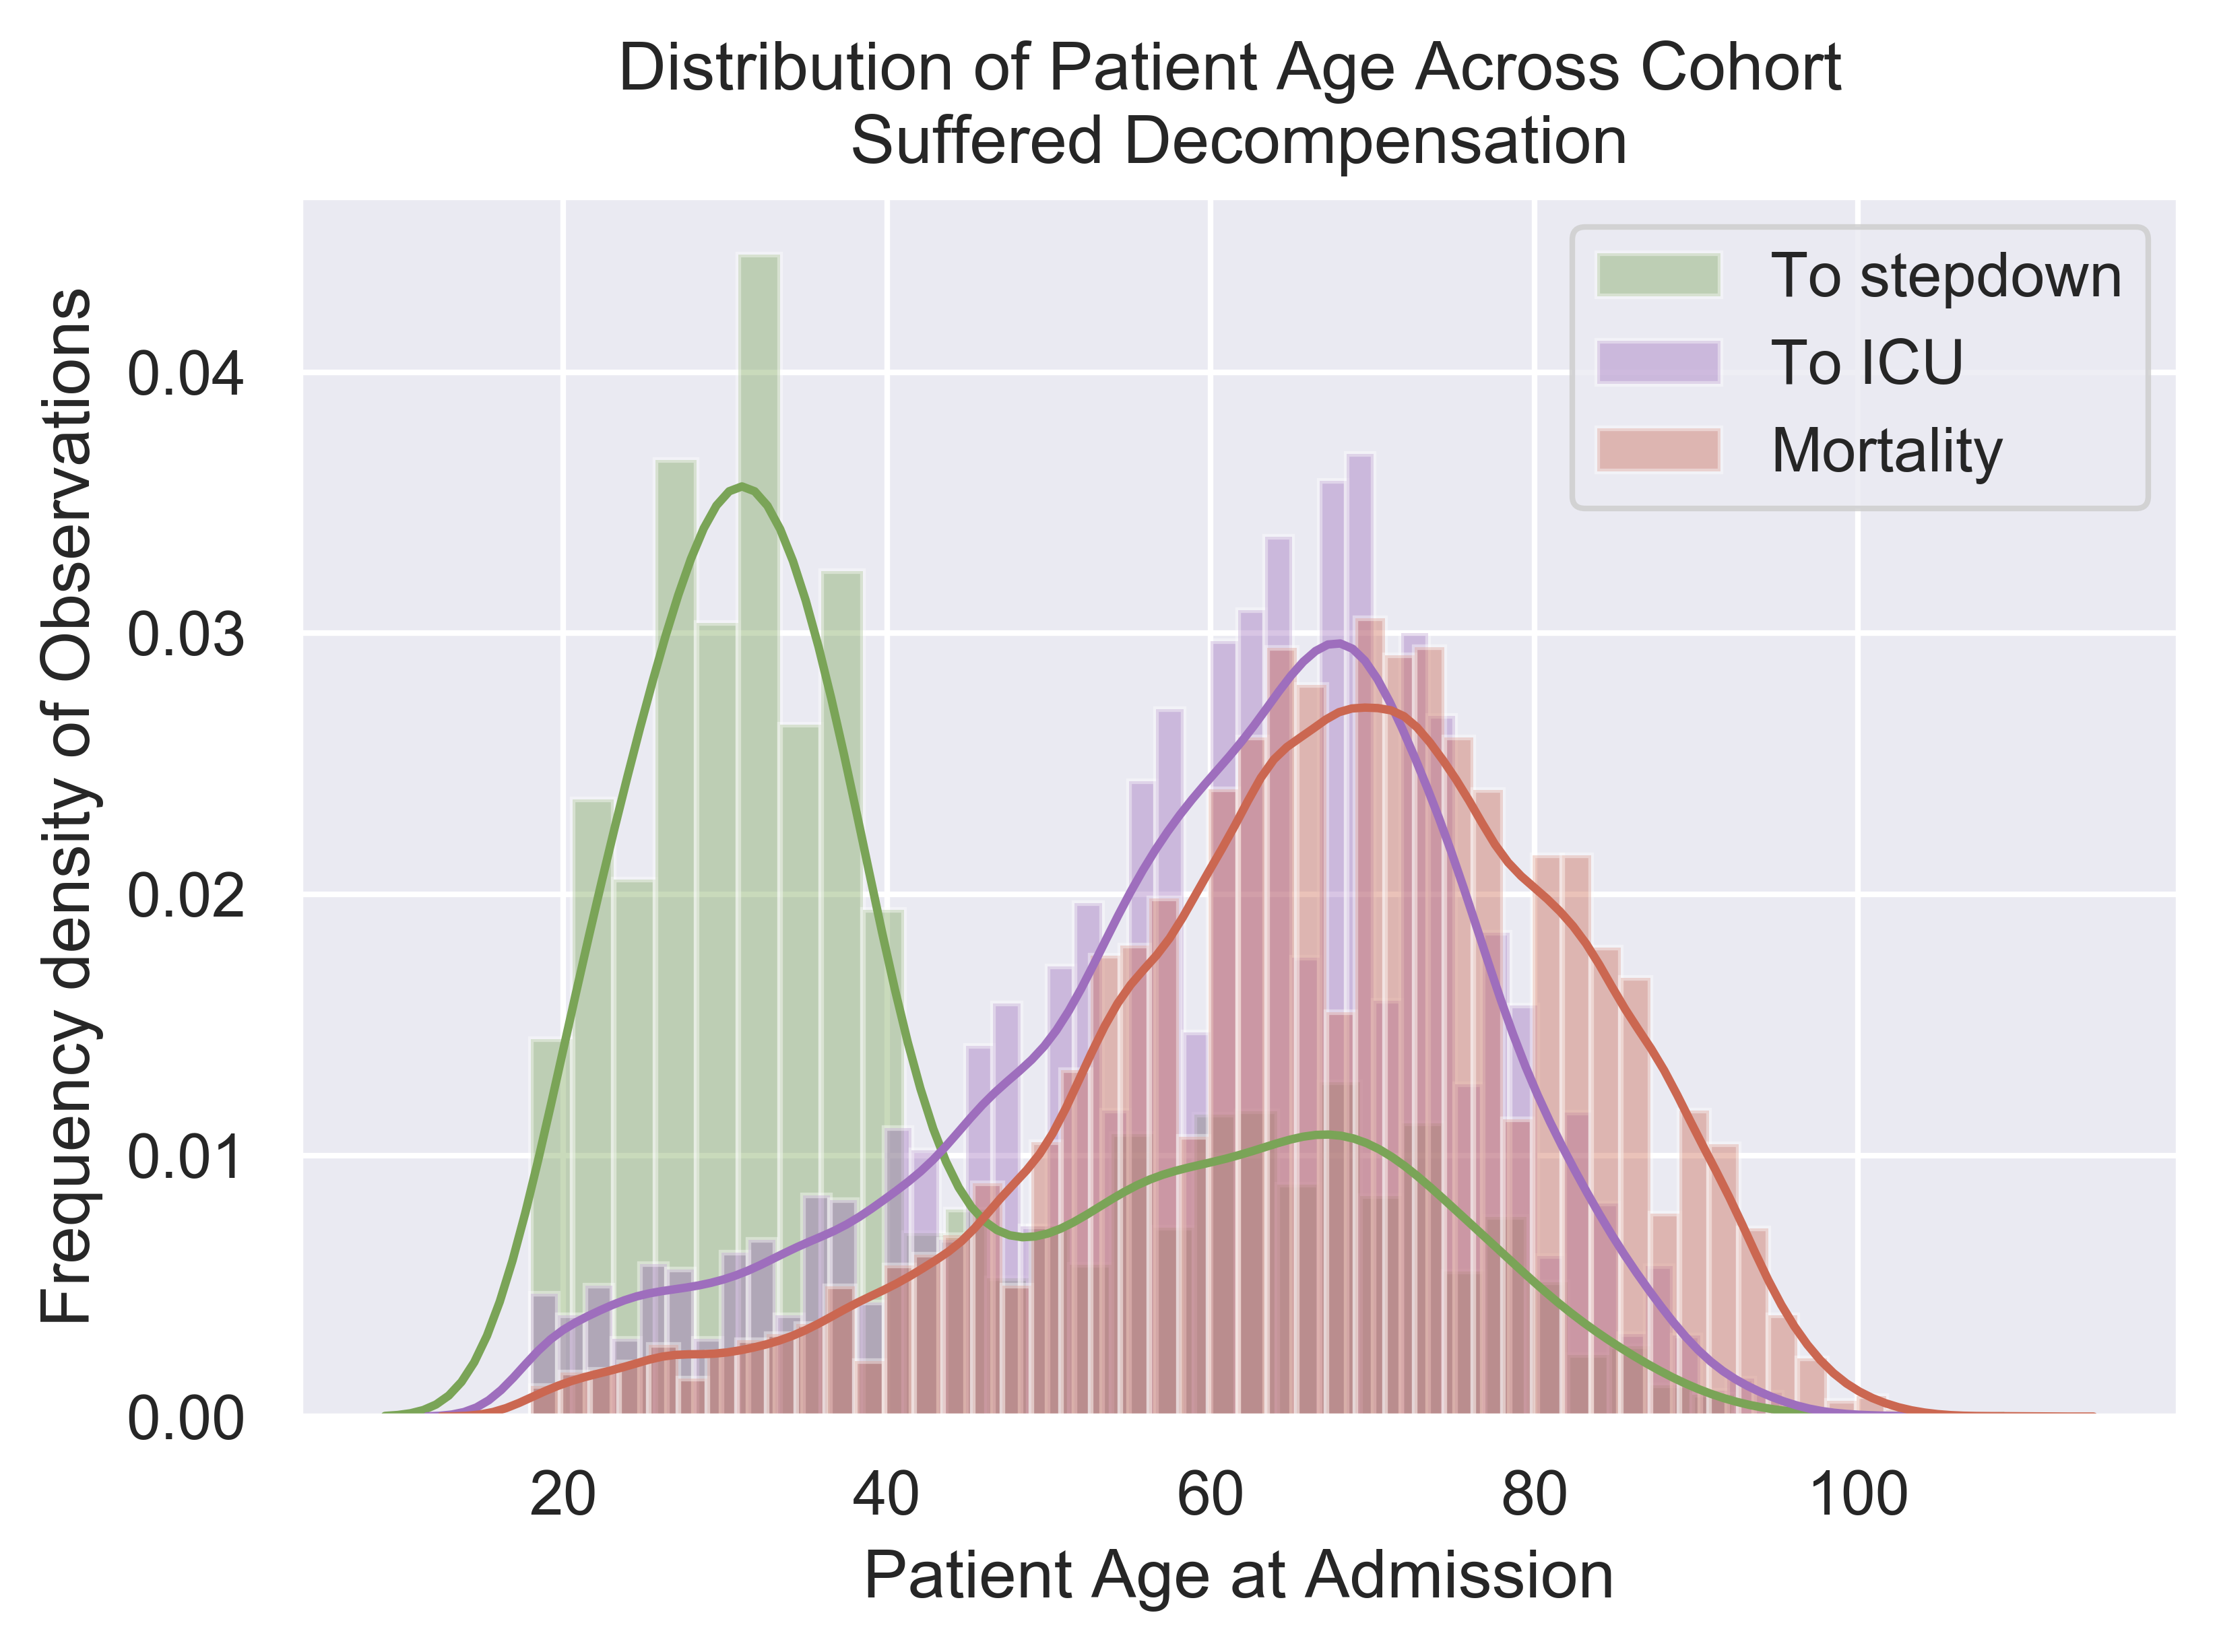 Distribution of Patient Age Across Cohort
Suffered Decompensation
To stepdown
To ICU
Mortality
Frequency density of Observations
0.04
0.03
0.02
0.01
0.00
20 40 60 80 100
Patient Age at Admission